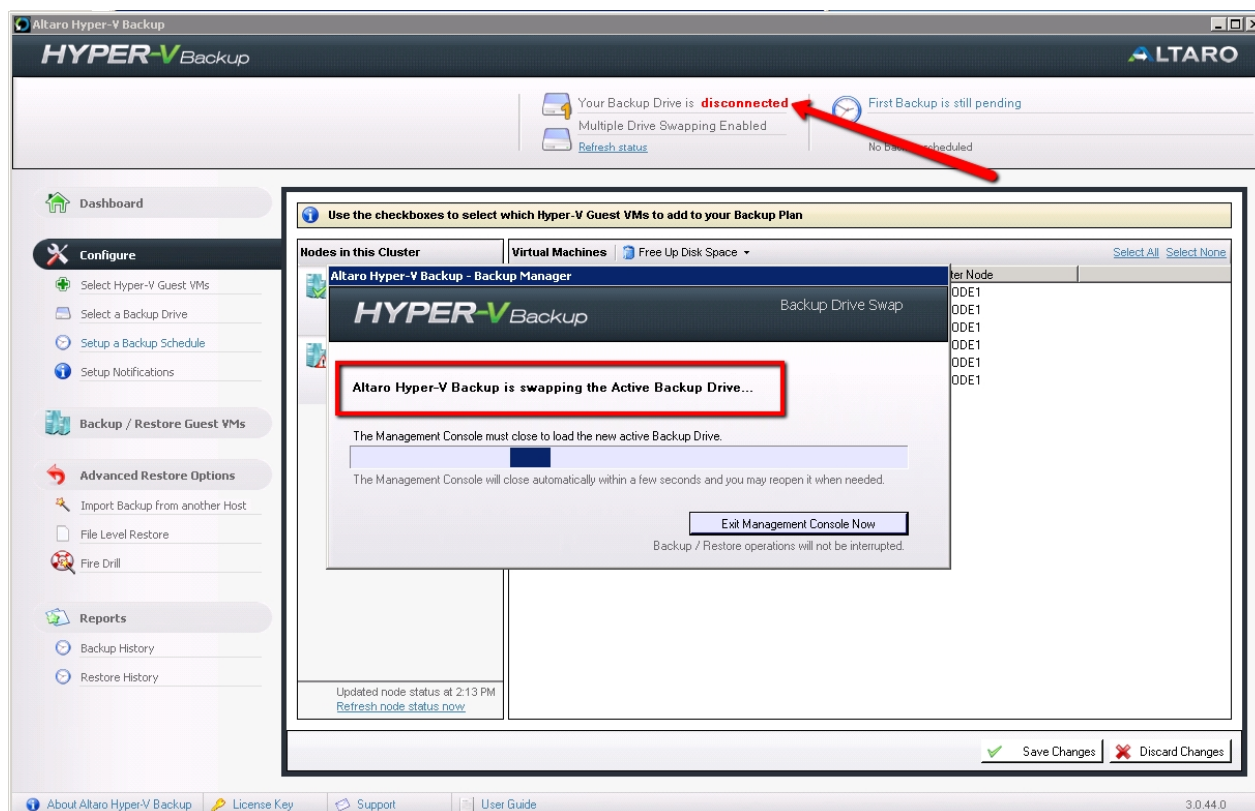 Altaro Hyper-V Backup
HYPER-V Backup
ALTARO
Your Backup Drive is disconnected
Multiple Drive Swapping Enabled
Refresh status
First Backup is still pending
No
Dashboard
Configure
Select Hyper-V Guest VMs
Select a Backup Drive
Setup a Backup Schedule
Setup Notifications
Backup / Restore Guest VMs
Advanced Restore Options
Import Backup from another Host
File Level Restore
Fire Drill
Reports
Backup History
Restore History
Use the checkboxes to select which Hyper-V Guest VMs to add to your Backup Plan
Nodes in this Cluster
Virtual Machines
Free Up Disk Space
Select All Select None
ter Node
ODE1
ODE1
ODE1
ODE1
ODE1
ODE1
Altaro Hyper-V Backup - Backup Manager
HYPER-V Backup
Backup Drive Swap
Altaro Hyper-V Backup is swapping the Active Backup Drive...
The Management Console must close to load the new active Backup Drive.
The Management Console will close automatically within a few seconds and you may reopen it when needed.
Exit Management Console Now
Backup / Restore operations will not be interrupted.
Updated node status at 2:13 PM
Refresh node status now
Save Changes
Discard Changes
About Altaro Hyper-V Backup
License Key
Support
User Guide
3.0.44.0